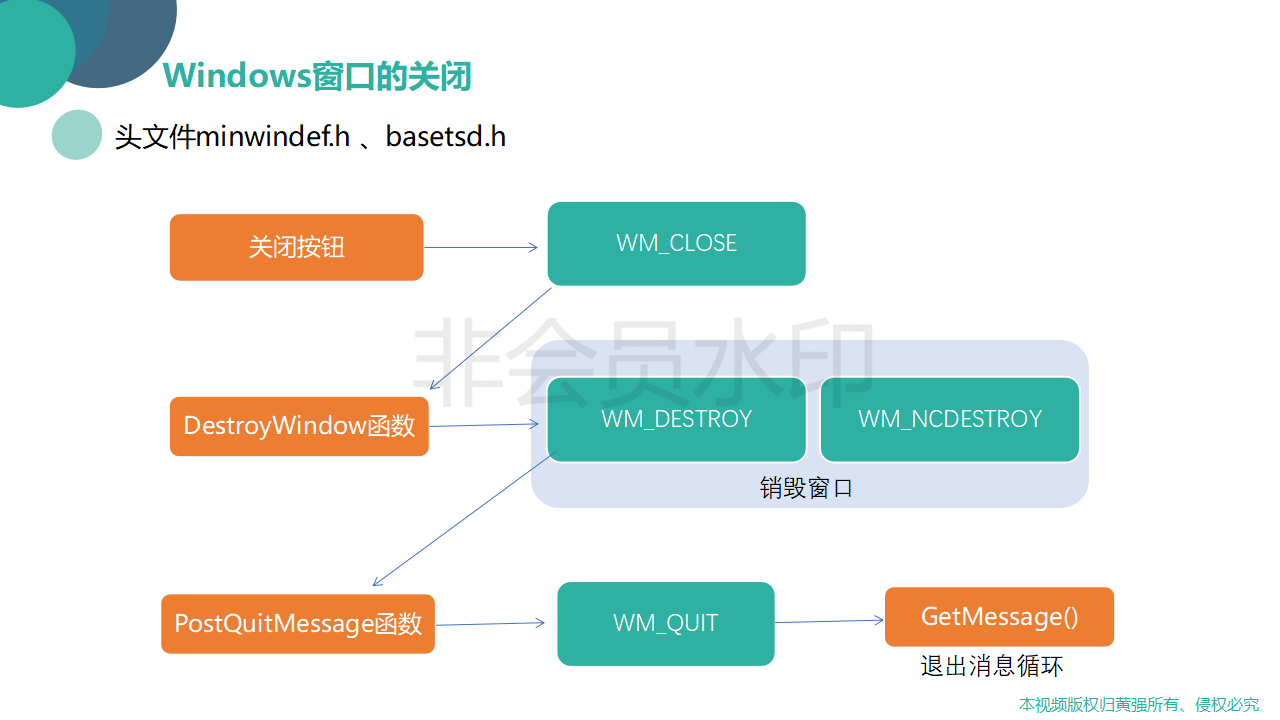 Windows窗口的关闭
头文件minwindef.h 、basetsd.h
关闭按钮
WM_CLOSE
非会员水印
DestroyWindow函数
WM_DESTROY
WM_NCDESTROY
销毁窗口
PostQuitMessage函数
WM_QUIT
GetMessage()
退出消息循环
本视频版权归黄强所有、侵权必究